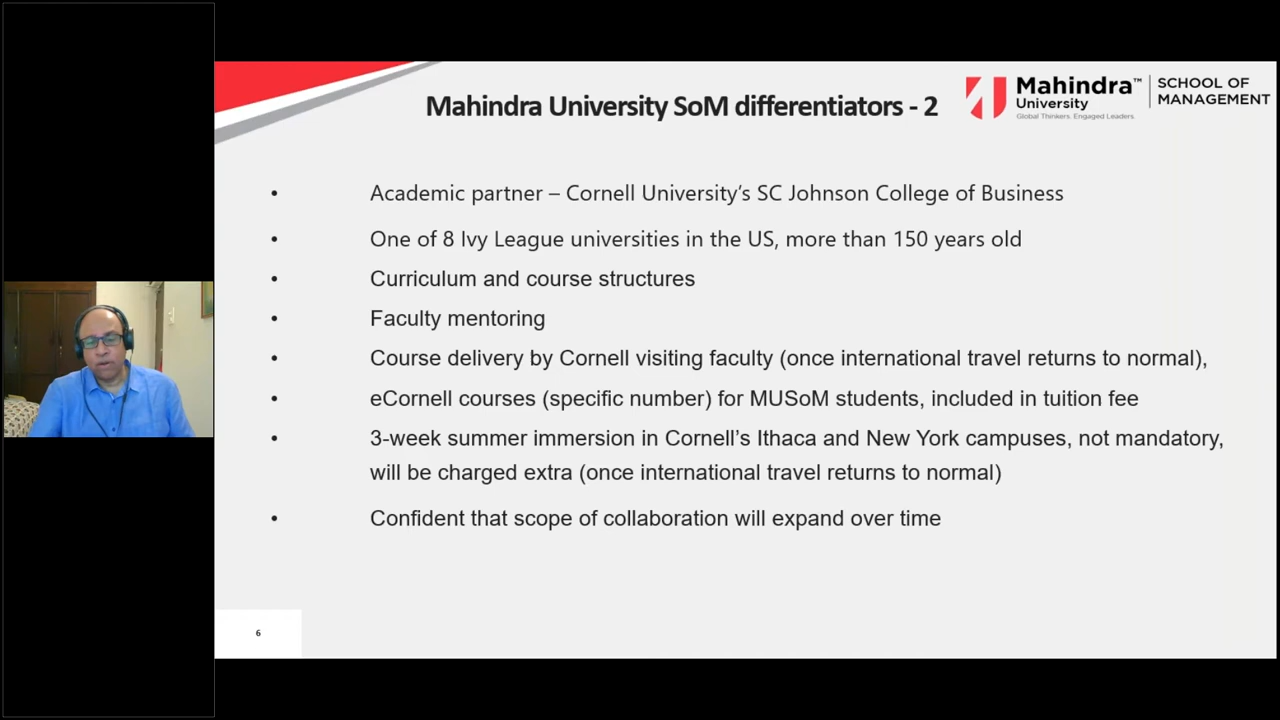 Mahindra University SoM differentiators - 2
Mahindra™
University
Global Thinkers. Engaged Leaders.
SCHOOL OF
MANAGEMENT
• Academic partner – Cornell University’s SC Johnson College of Business
• One of 8 Ivy League universities in the US, more than 150 years old
• Curriculum and course structures
• Faculty mentoring
• Course delivery by Cornell visiting faculty (once international travel returns to normal),
• eCornell courses (specific number) for MUSoM students, included in tuition fee
• 3-week summer immersion in Cornell’s Ithaca and New York campuses, not mandatory,
will be charged extra (once international travel returns to normal)
• Confident that scope of collaboration will expand over time
6